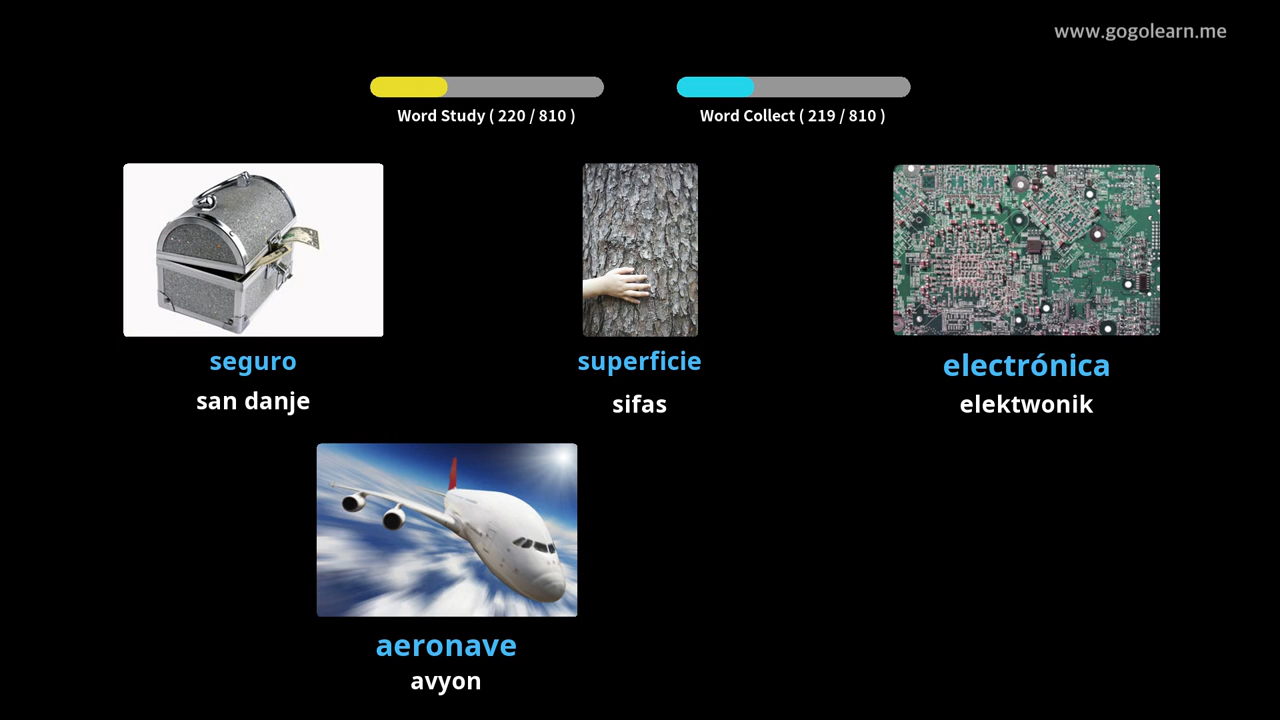 www.gogolearn.me
Word Study ( 220 / 810 )
Word Collect ( 219 / 810 )
seguro
san danje
superficie
sifas
electrónica
elektwonik
aeronave
avyon